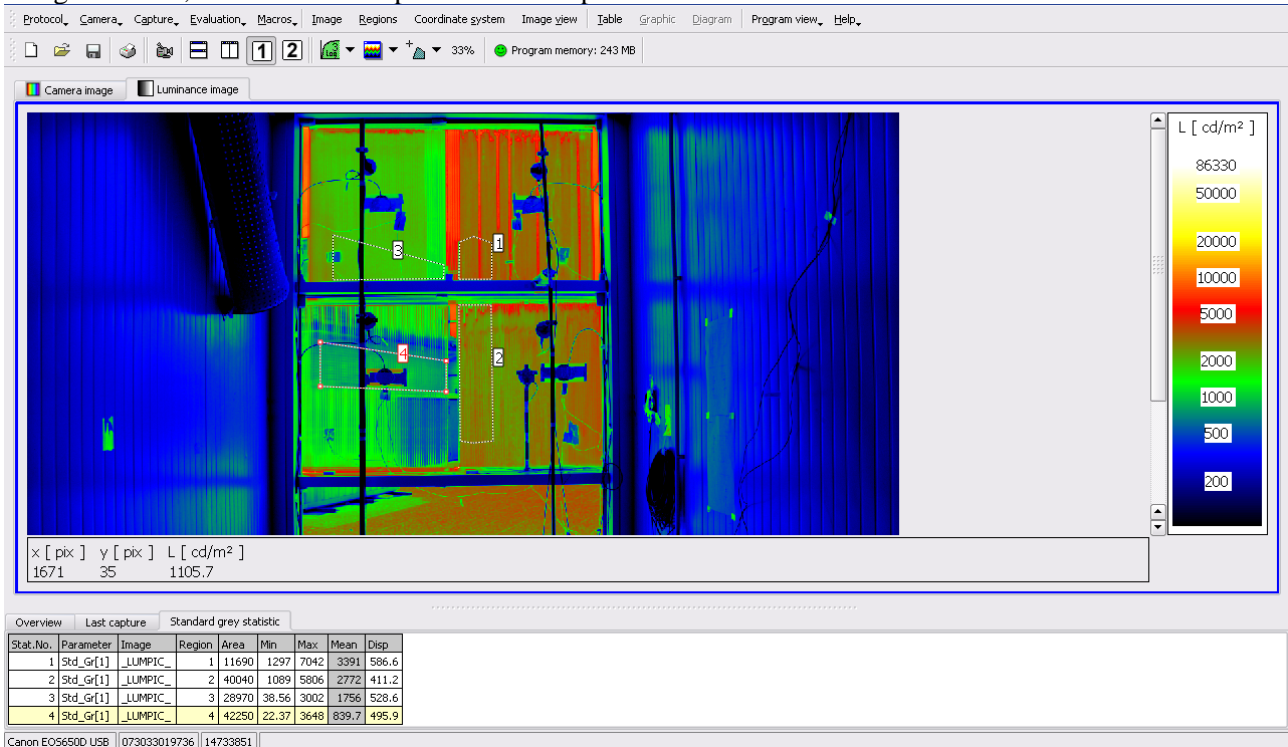 Protocol Camera Capture Evaluation Macros Image Regions Coordinate system Image view Table Graphic Diagram Program view Help
1 2 33% Program memory: 243 MB
Camera image Luminance image
L [ cd/m² ]
86330
50000
20000
10000
5000
2000
1000
500
200
3 1
4 2
x [ pix ] y [ pix ] L [ cd/m² ]
1671 35 1105.7
Overview Last capture Standard grey statistic
Stat.No. Parameter Image Region Area Min Max Mean Disp
1 Std_Gr[1] _LUMPIC_ 1 11690 1297 7042 3391 586.6
2 Std_Gr[1] _LUMPIC_ 2 40040 1089 5806 2772 411.2
3 Std_Gr[1] _LUMPIC_ 3 28970 38.56 3002 1756 528.6
4 Std_Gr[1] _LUMPIC_ 4 42250 22.37 3648 839.7 495.9
Canon EOS650D USB 073033019736 14733851